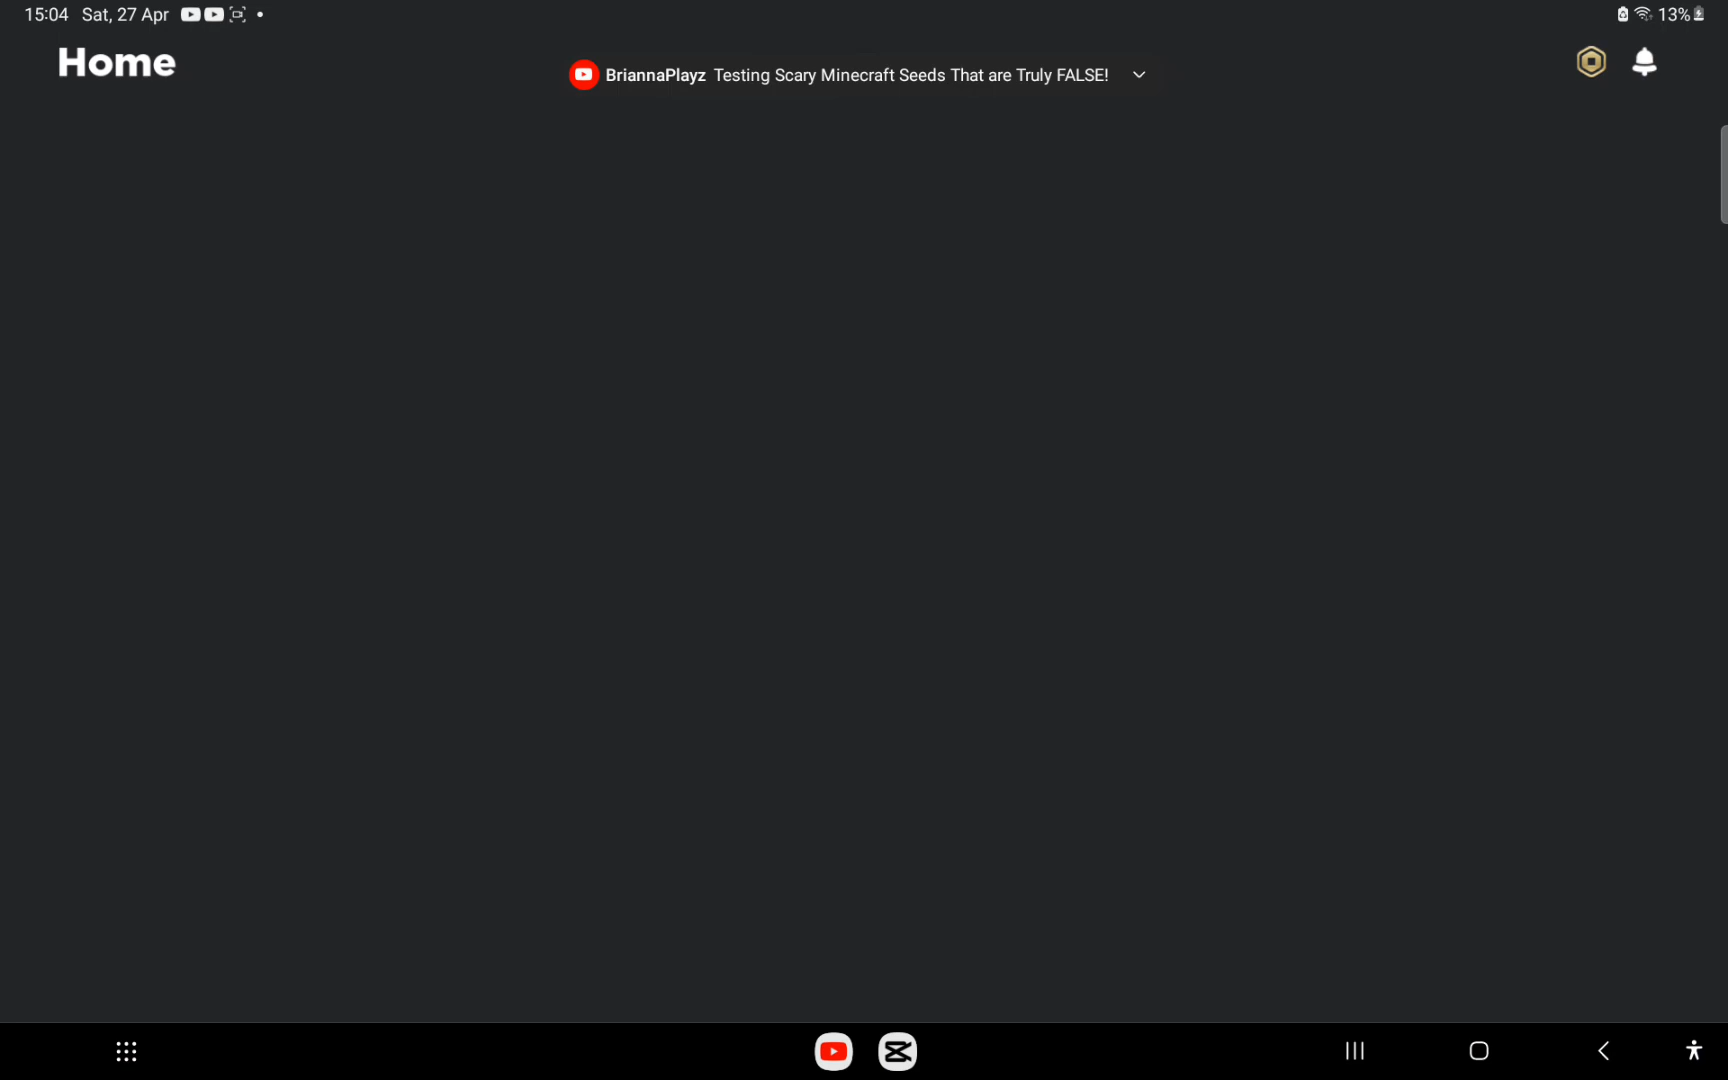 15:04 Sat, 27 Apr
13%
Home
BriannaPlayz Testing Scary Minecraft Seeds That are Truly FALSE!